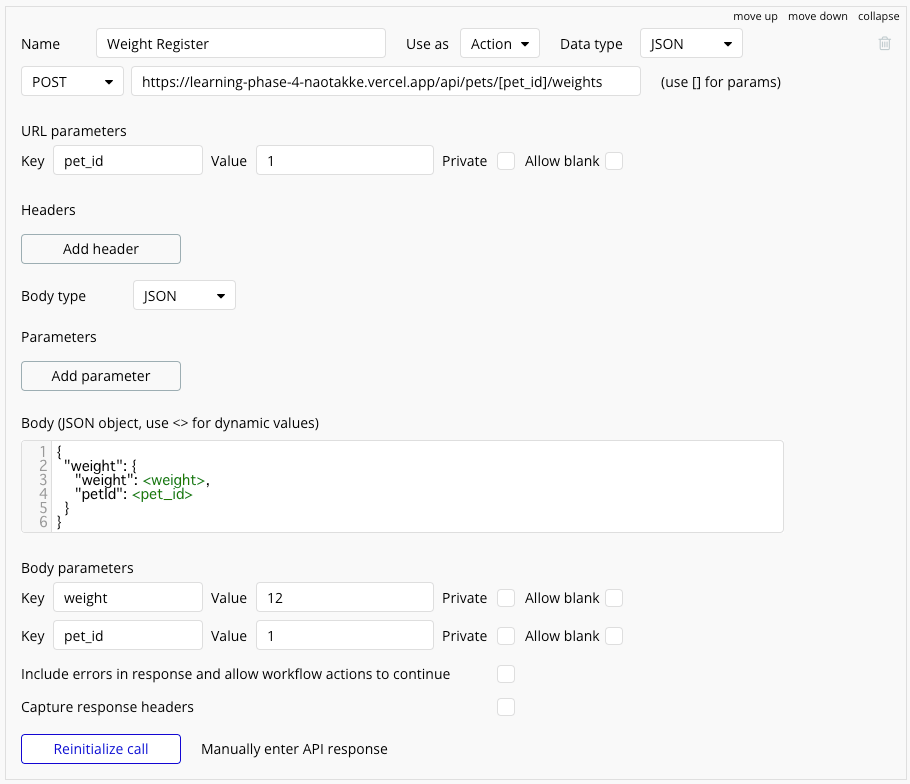 move up move down collapse
Name Weight Register Use as Action Data type JSON
POST https://learning-phase-4-naotakke.vercel.app/api/pets/[pet_id]/weights (use [] for params)
URL parameters
Key pet_id Value 1 Private Allow blank
Headers
Add header
Body type JSON
Parameters
Add parameter
Body (JSON object, use <> for dynamic values)
1 {
2 "weight": {
3 "weight": <weight>,
4 "petId": <pet_id>
5 }
6 }
Body parameters
Key weight Value 12 Private Allow blank
Key pet_id Value 1 Private Allow blank
Include errors in response and allow workflow actions to continue
Capture response headers
Reinitialize call Manually enter API response